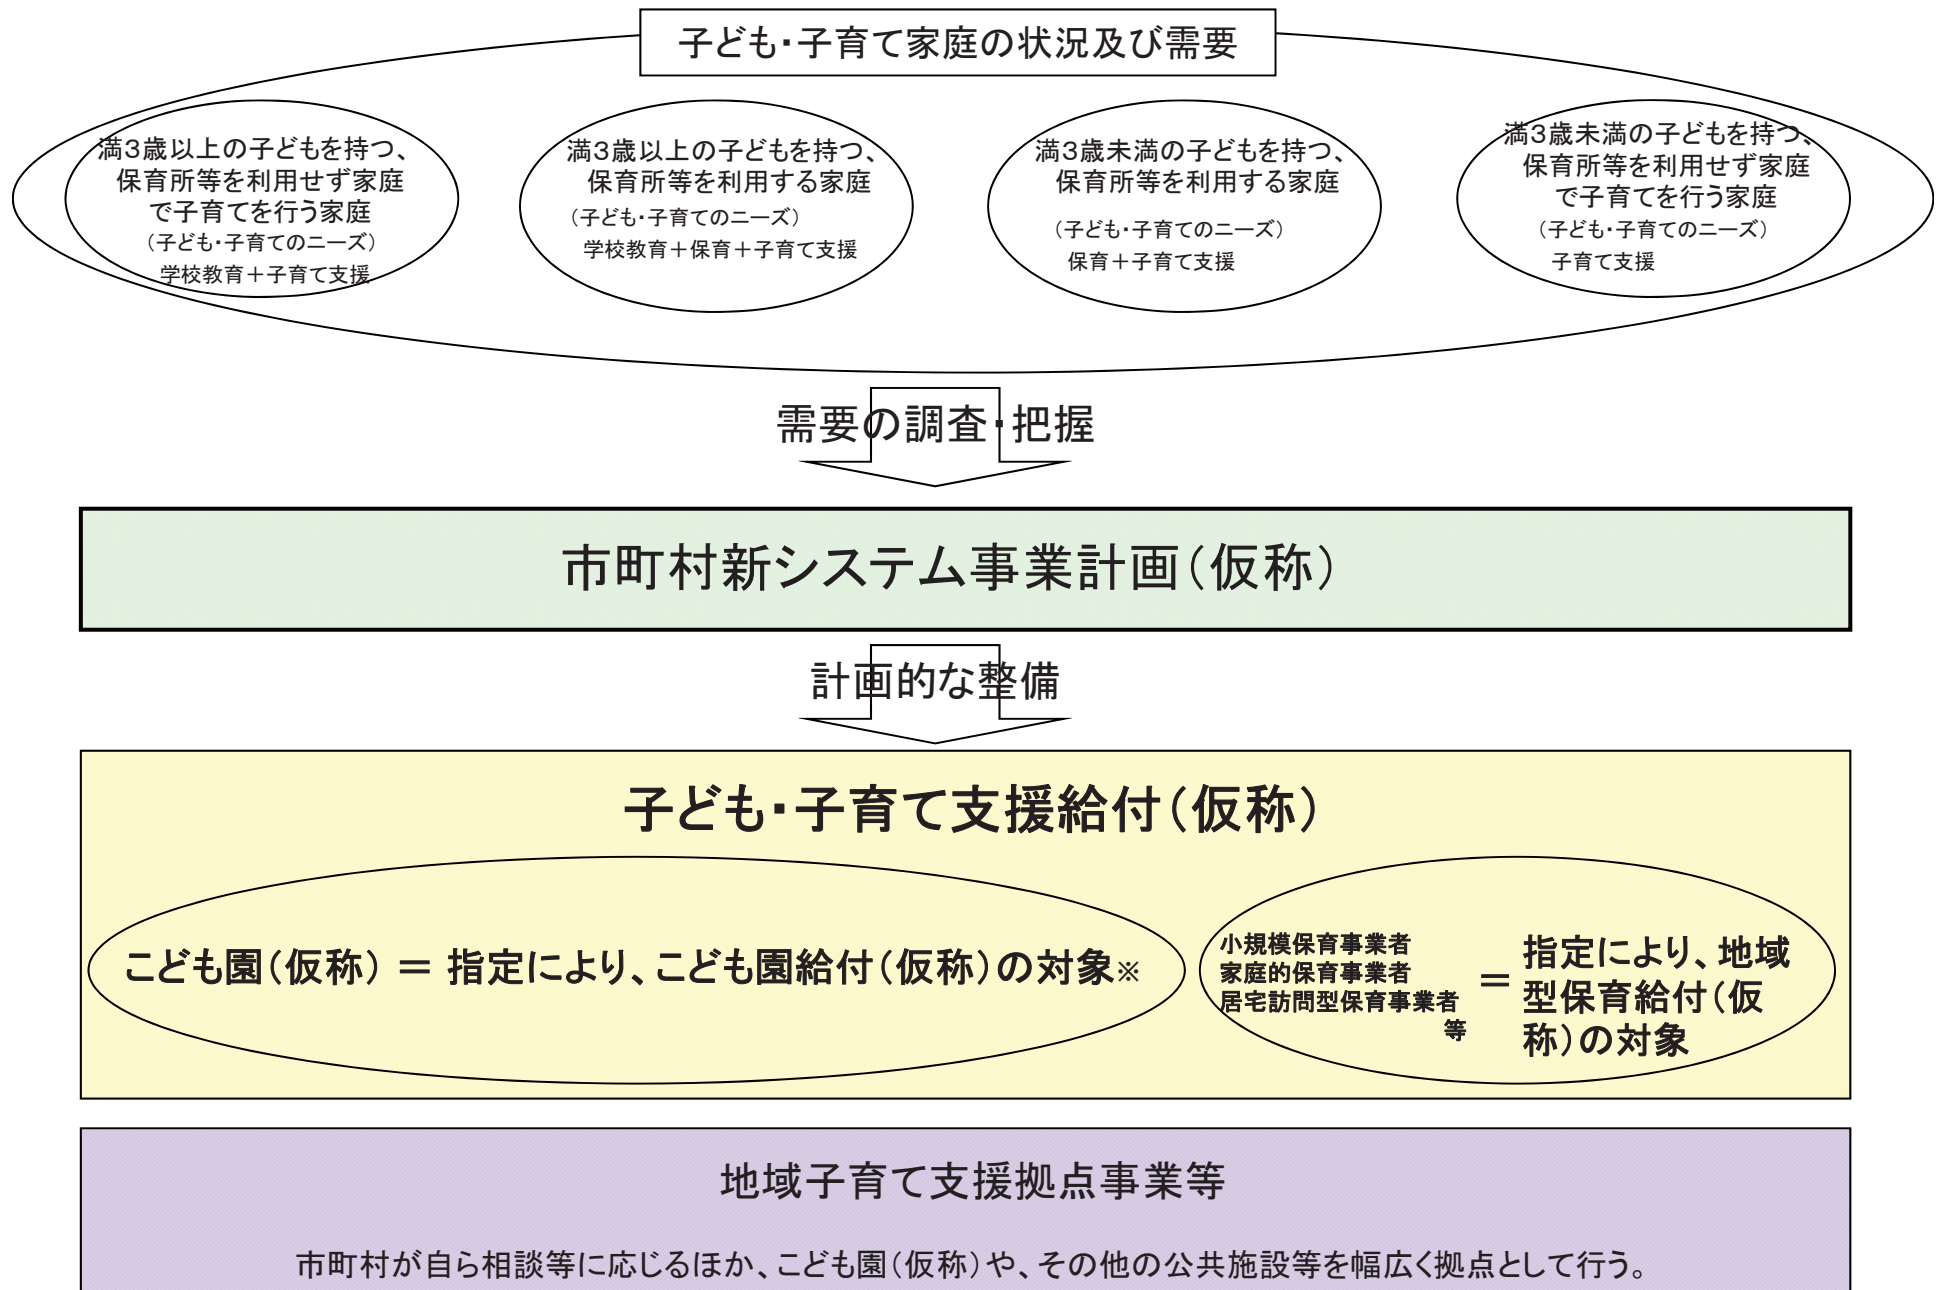 子ども・子育て家庭の状況及び需要
満3歳以上の子どもを持つ、
保育所等を利用せず家庭
で子育てを行う家庭
（子ども・子育てのニーズ）
学校教育＋子育て支援
満3歳以上の子どもを持つ、
保育所等を利用する家庭
（子ども・子育てのニーズ）
学校教育＋保育＋子育て支援
満3歳未満の子どもを持つ、
保育所等を利用する家庭
（子ども・子育てのニーズ）
保育＋子育て支援
満3歳未満の子どもを持つ、
保育所等を利用せず家庭
で子育てを行う家庭
（子ども・子育てのニーズ）
子育て支援
需要の調査・把握
市町村新システム事業計画（仮称）
計画的な整備
子ども・子育て支援給付（仮称）
こども園（仮称）＝ 指定により、こども園給付（仮称）の対象※
小規模保育事業者
家庭的保育事業者
居宅訪問型保育事業者
等
＝
指定により、地域
型保育給付（仮
称）の対象
地域子育て支援拠点事業等
市町村が自ら相談等に応じるほか、こども園（仮称）や、その他の公共施設等を幅広く拠点として行う。